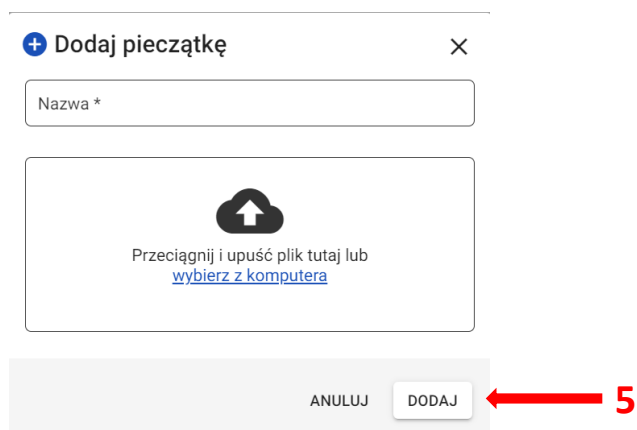 Dodaj pieczątkę
Nazwa *
Przeciągnij i upuść plik tutaj lub
wybierz z komputera
ANULUJ DODAJ 5